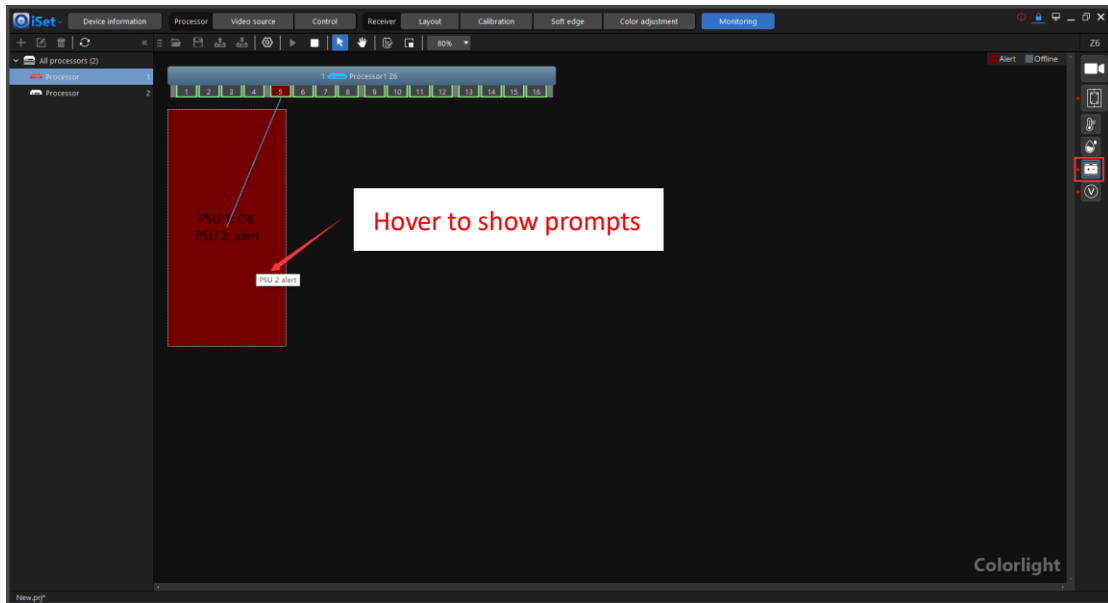 iSet Device information Processor Video source Control Receiver Layout Calibration Soft edge Color adjustment Monitoring
80% Z6
All processors (2) Alert Offline
Processor 1 1 Processor1 Z6
Processor 2 1 2 3 4 5 6 7 8 9 10 11 12 13 14 15 16
PSU 1: OK
PSU 2: alert
Hover to show prompts
PSU 2 alert
Colorlight
New.prj*